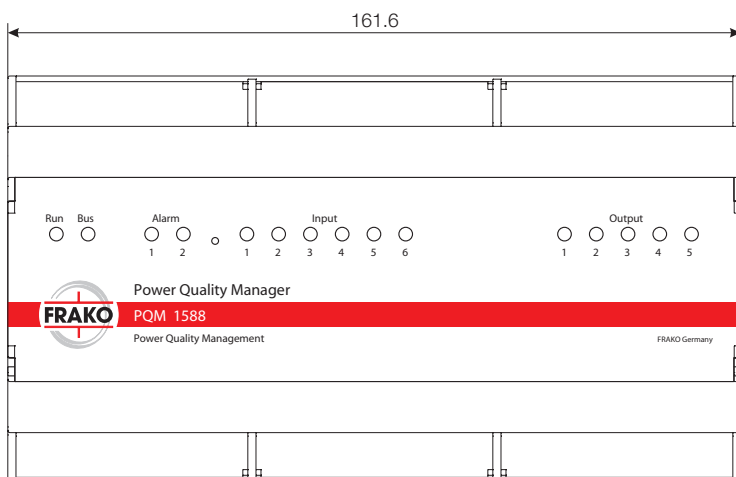 161.6
Run Bus Alarm Input Output
1 2 1 2 3 4 5 6 1 2 3 4 5
Power Quality Manager
FRAKO PQM 1588
Power Quality Management FRAKO Germany